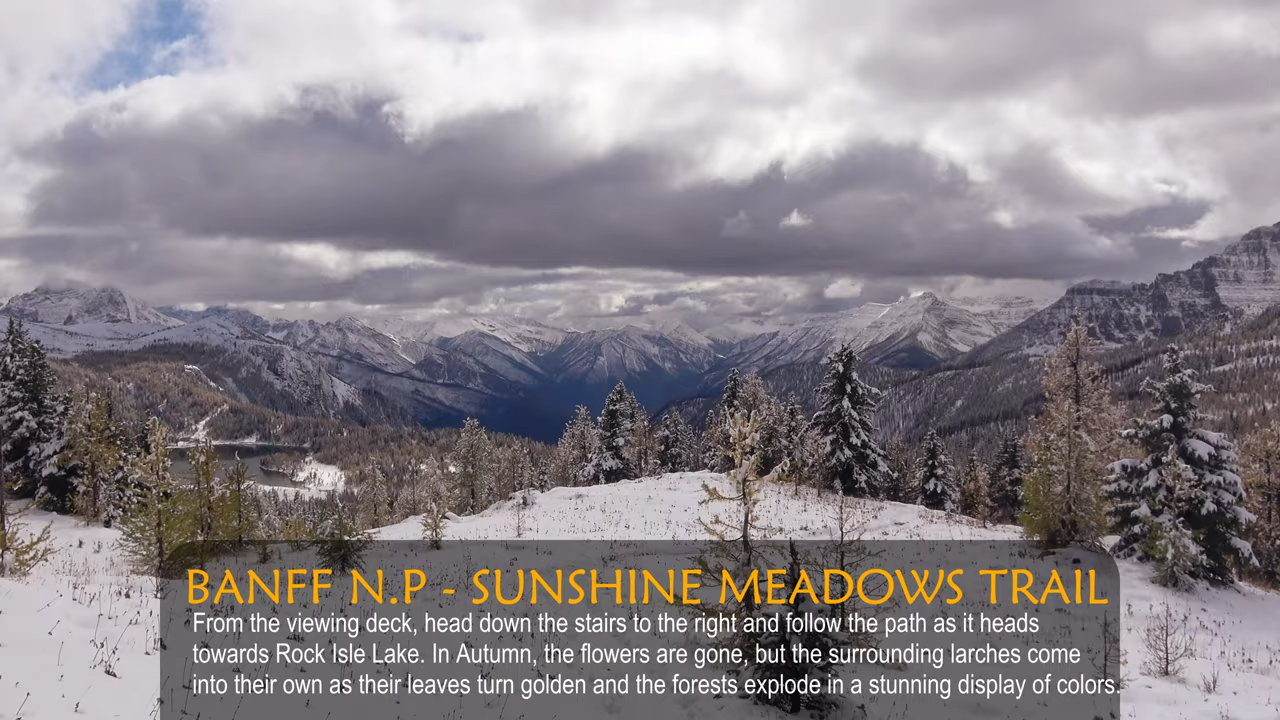 BANFF N.P - SUNSHINE MEADOWS TRAIL
From the viewing deck, head down the stairs to the right and follow the path as it heads
towards Rock Isle Lake. In Autumn, the flowers are gone, but the surrounding larches come
into their own as their leaves turn golden and the forests explode in a stunning display of colors.